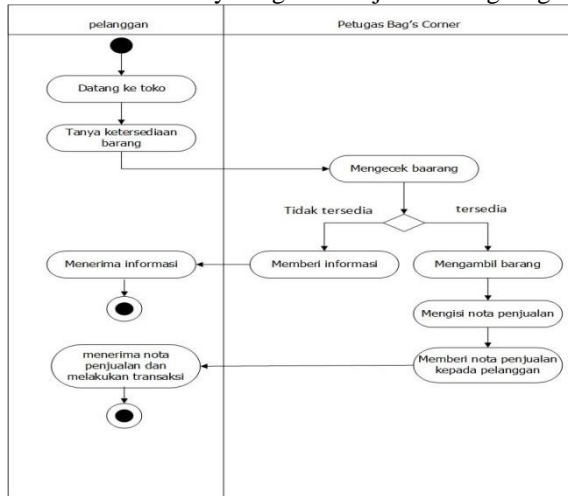 pelanggan
Petugas Bag's Corner
Datang ke toko
Tanya ketersediaan
barang
Mengecek baarang
Tidak tersedia
tersedia
Menerima informasi
Memberi informasi
Mengambil barang
Mengisi nota penjualan
menerima nota
penjualan dan
melakukan transaksi
Memberi nota penjualan
kepada pelanggan